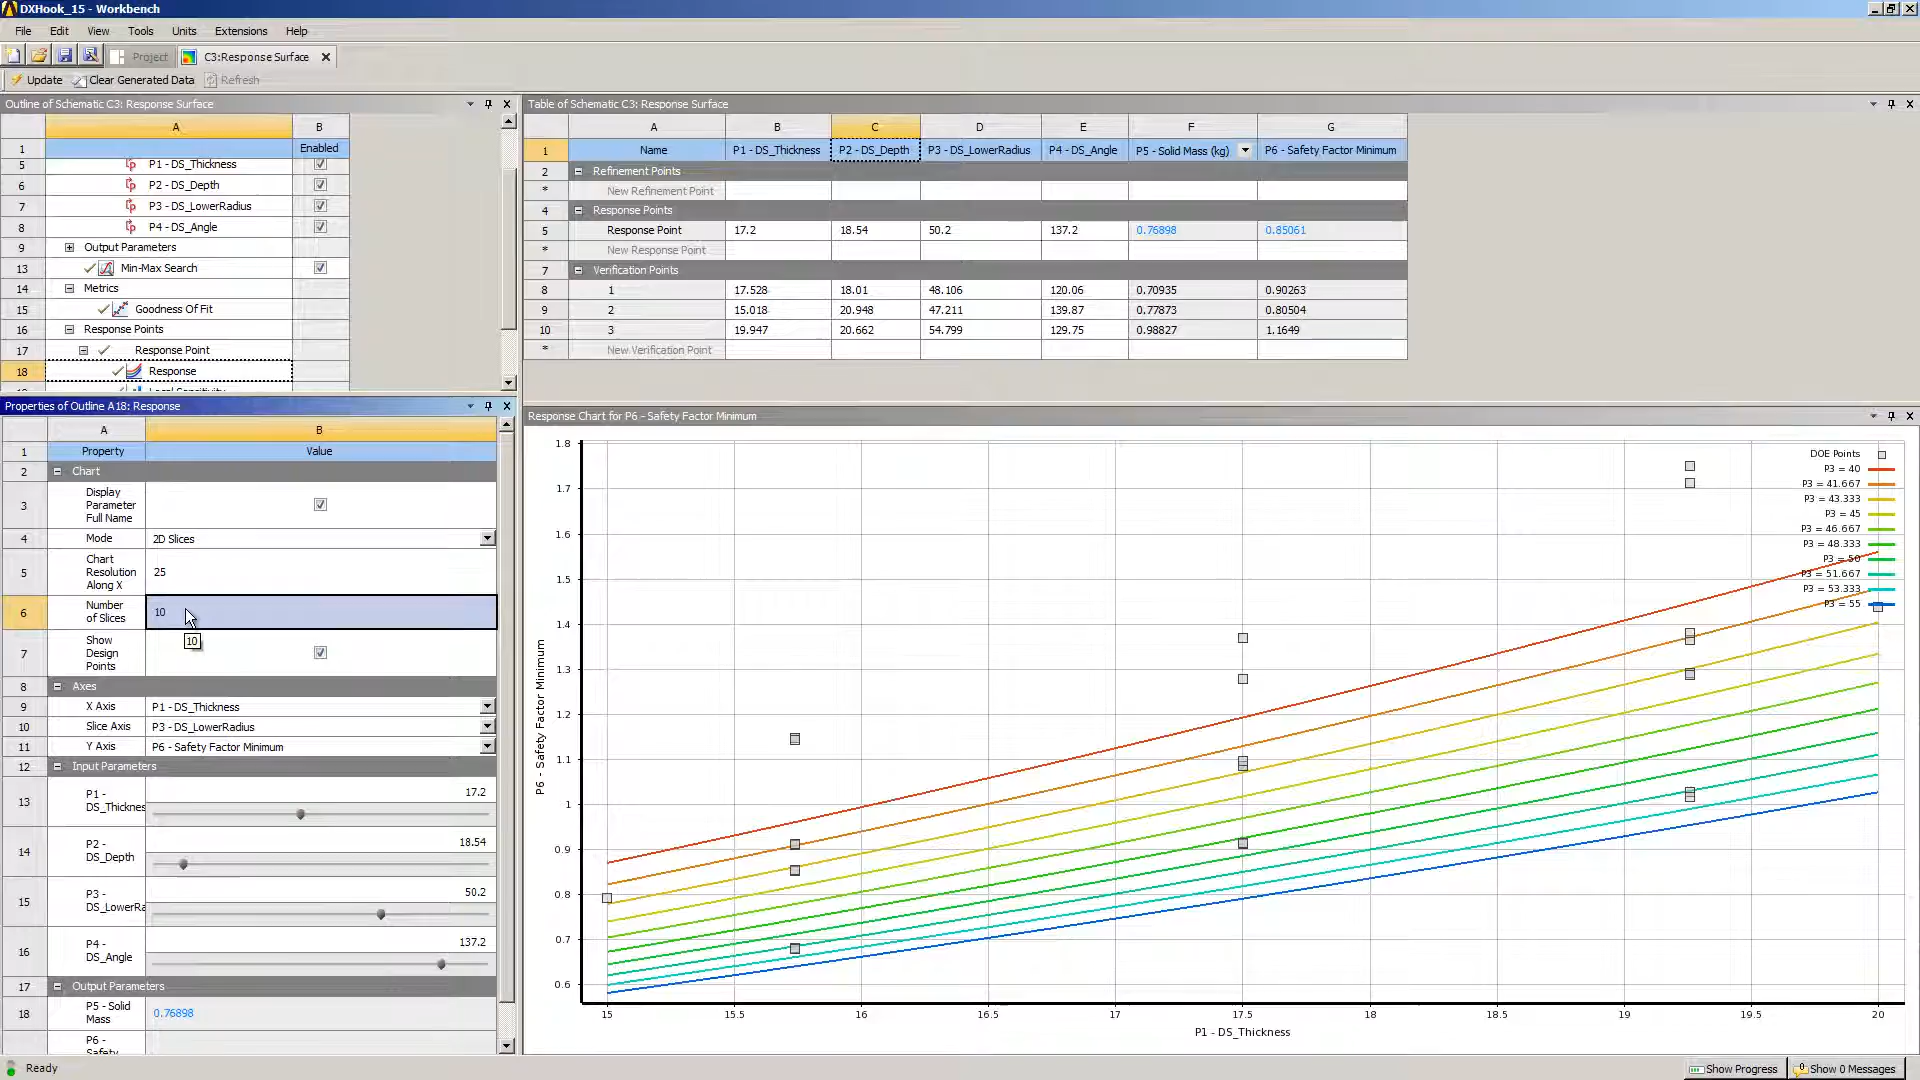 DXHook_15 - Workbench
File Edit View Tools Units Extensions Help
Project C3:Response Surface
Update Clear Generated Data Refresh
Outline of Schematic C3: Response Surface
A B
1 Enabled
5 P1 - DS_Thickness
6 P2 - DS_Depth
7 P3 - DS_LowerRadius
8 P4 - DS_Angle
9 Output Parameters
13 Min-Max Search
14 Metrics
15 Goodness Of Fit
16 Response Points
17 Response Point
18 Response
Table of Schematic C3: Response Surface
A B C D E F G
1 Name P1 - DS_Thickness P2 - DS_Depth P3 - DS_LowerRadius P4 - DS_Angle P5 - Solid Mass (kg) P6 - Safety Factor Minimum
2 Refinement Points
* New Refinement Point
4 Response Points
5 Response Point 17.2 18.54 50.2 137.2 0.76898 0.85061
* New Response Point
7 Verification Points
8 1 17.528 18.01 48.106 120.06 0.70935 0.90263
9 2 15.018 20.948 47.211 139.87 0.77873 0.80504
10 3 19.947 20.662 54.799 129.75 0.98827 1.1649
* New Verification Point
Properties of Outline A18: Response
A B
1 Property Value
2 Chart
3 Display
Parameter
Full Name
4 Mode 2D Slices
Chart
5 Resolution 25
Along X
6 Number 10
of Slices
10
Show
7 Design
Points
8 Axes
9 X Axis P1 - DS_Thickness
10 Slice Axis P3 - DS_LowerRadius
11 Y Axis P6 - Safety Factor Minimum
12 Input Parameters
13 P1 - 17.2
DS_Thicknes
14 P2 - 18.54
DS_Depth
15 P3 - 50.2
DS_LowerRa
16 P4 - 137.2
DS_Angle
17 Output Parameters
18 P5 - Solid 0.76898
Mass
P6 -
Response Chart for P6 - Safety Factor Minimum
1.8
1.7
1.6
1.5
1.4
1.3
1.2
1.1
1
0.9
0.8
0.7
0.6
P6 - Safety Factor Minimum
DOE Points
P3 = 40
P3 = 41.667
P3 = 43.333
P3 = 45
P3 = 46.667
P3 = 48.333
P3 = 50
P3 = 51.667
P3 = 53.333
P3 = 55
15 15.5 16 16.5 17 17.5 18 18.5 19 19.5 20
P1 - DS_Thickness
Ready
Show Progress Show 0 Messages